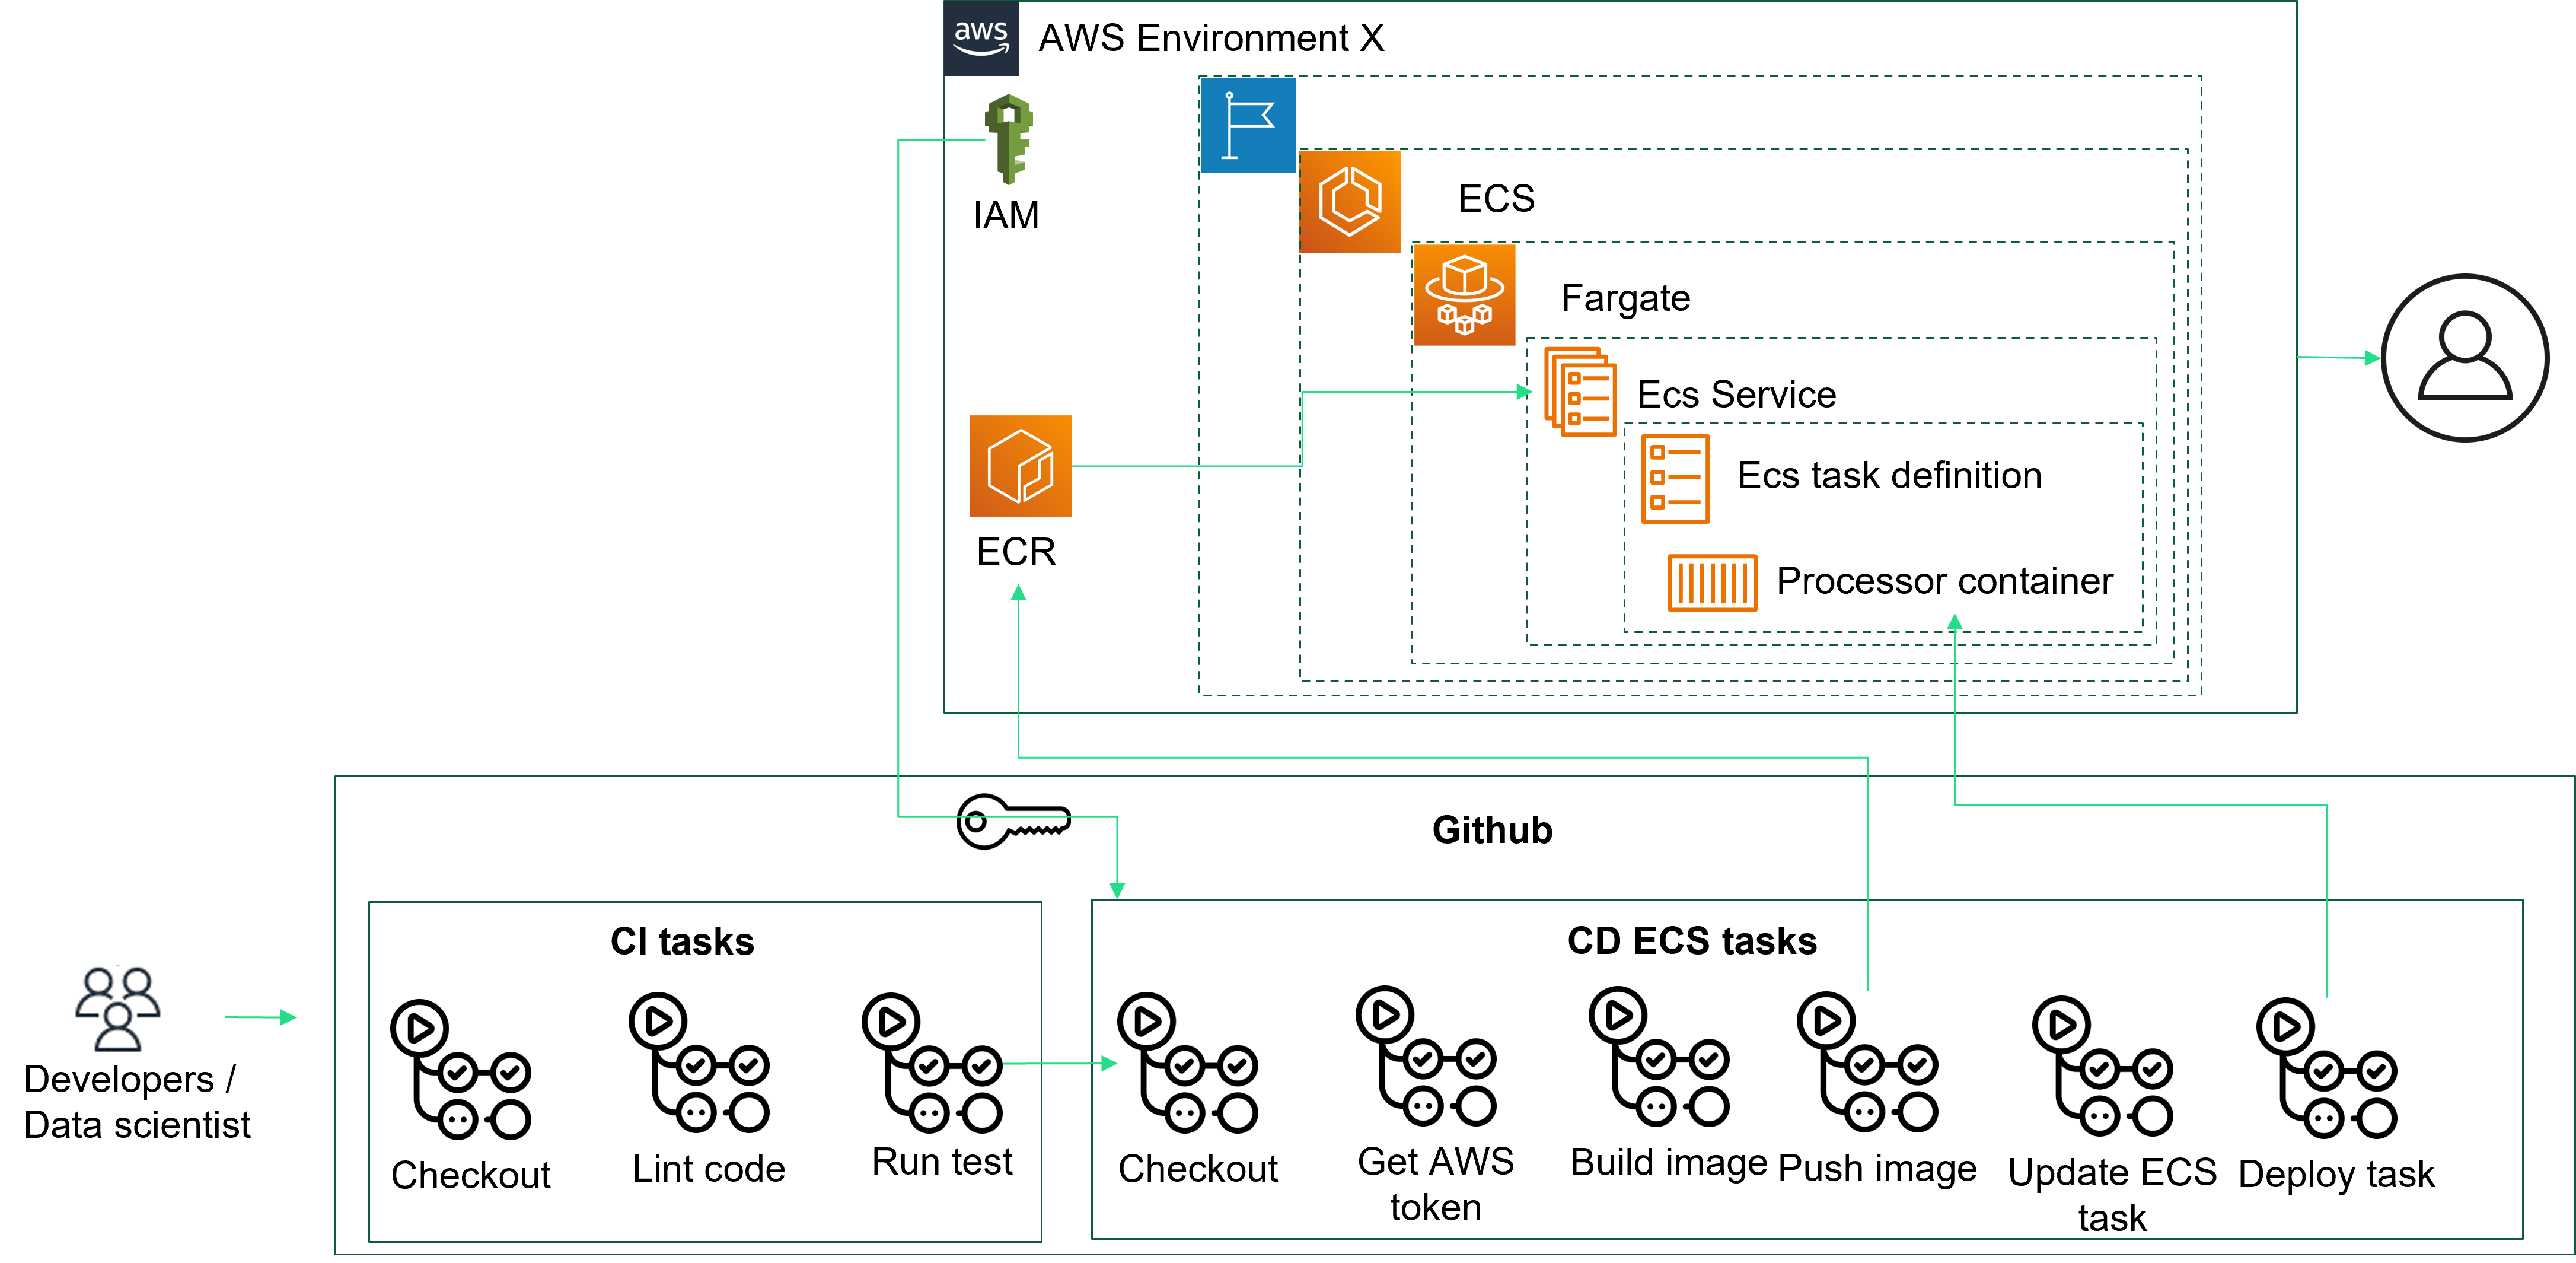 aws
AWS Environment X
IAM
ECS
Fargate
Ecs Service
Ecs task definition
ECR
Processor container
Github
CI tasks
CD ECS tasks
Developers /
Data scientist
Checkout
Lint code
Run test
Checkout
Get AWS
token
Build image
Push image
Update ECS
task
Deploy task